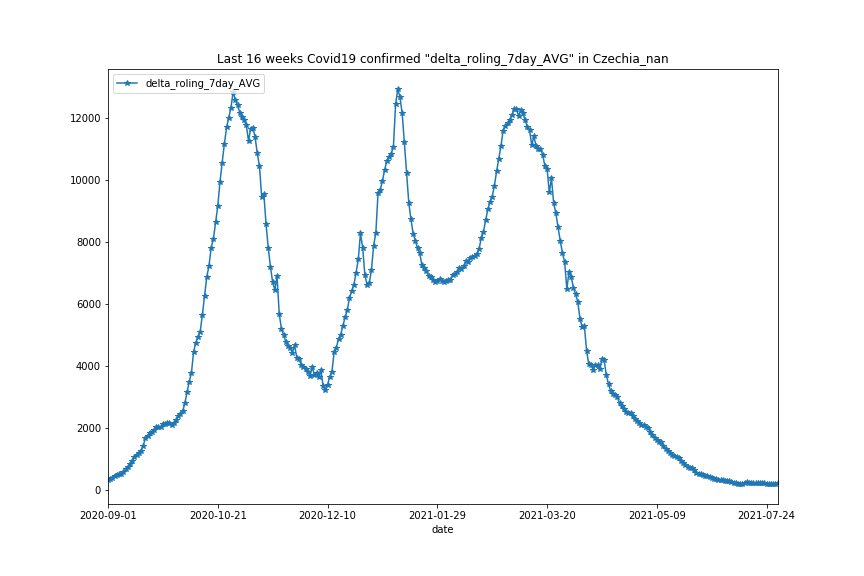 Last 16 weeks Covid19 confirmed "delta_roling_7day_AVG" in Czechia_nan
delta_roling_7day_AVG
12000
10000
8000
6000
4000
2000
0
2020-09-01 2020-10-21 2020-12-10 2021-01-29 2021-03-20 2021-05-09 2021-07-24
date